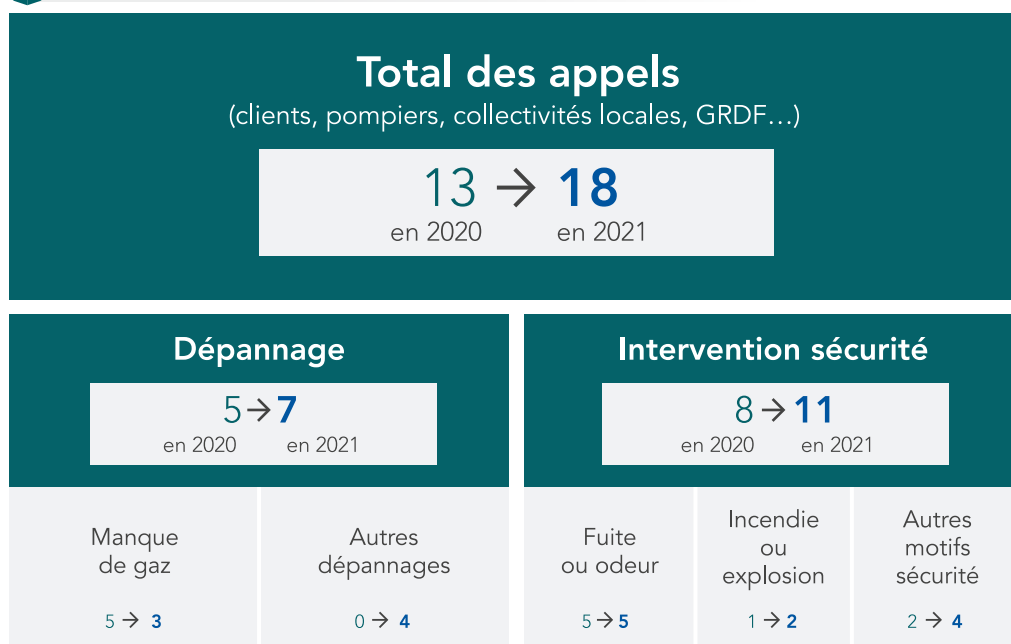 Total des appels
(clients, pompiers, collectivités locales, GRDF...)
13 → 18
en 2020 en 2021
Dépannage
5 → 7
en 2020 en 2021
Intervention sécurité
8 → 11
en 2020 en 2021
Manque
de gaz
5 → 3
Autres
dépannages
0 → 4
Fuite
ou odeur
5 → 5
Incendie
ou
explosion
1 → 2
Autres
motifs
sécurité
2 → 4